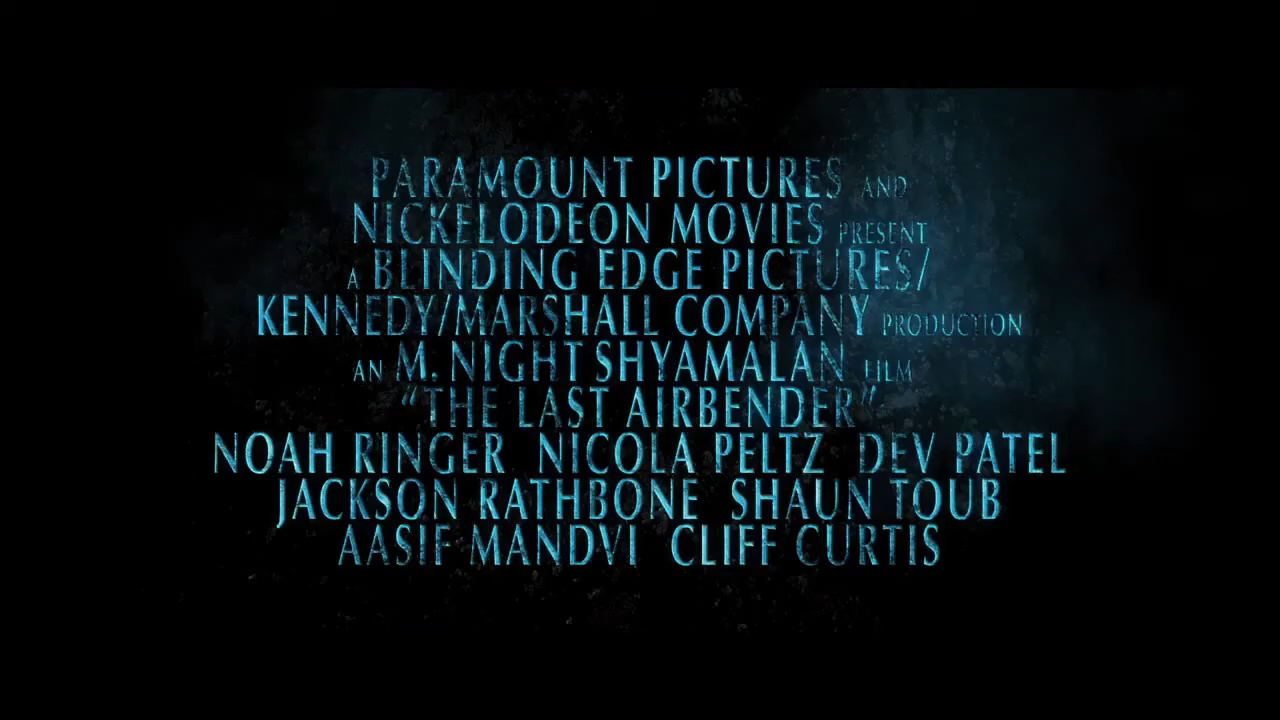 PARAMOUNT PICTURES AND
NICKELODEON MOVIES PRESENT
A BLINDING EDGE PICTURES/
KENNEDY/MARSHALL COMPANY PRODUCTION
AN M. NIGHT SHYAMALAN FILM
“THE LAST AIRBENDER”
NOAH RINGER NICOLA PELTZ DEV PATEL
JACKSON RATHBONE SHAUN TOUB
AASIF MANDVI CLIFF CURTIS